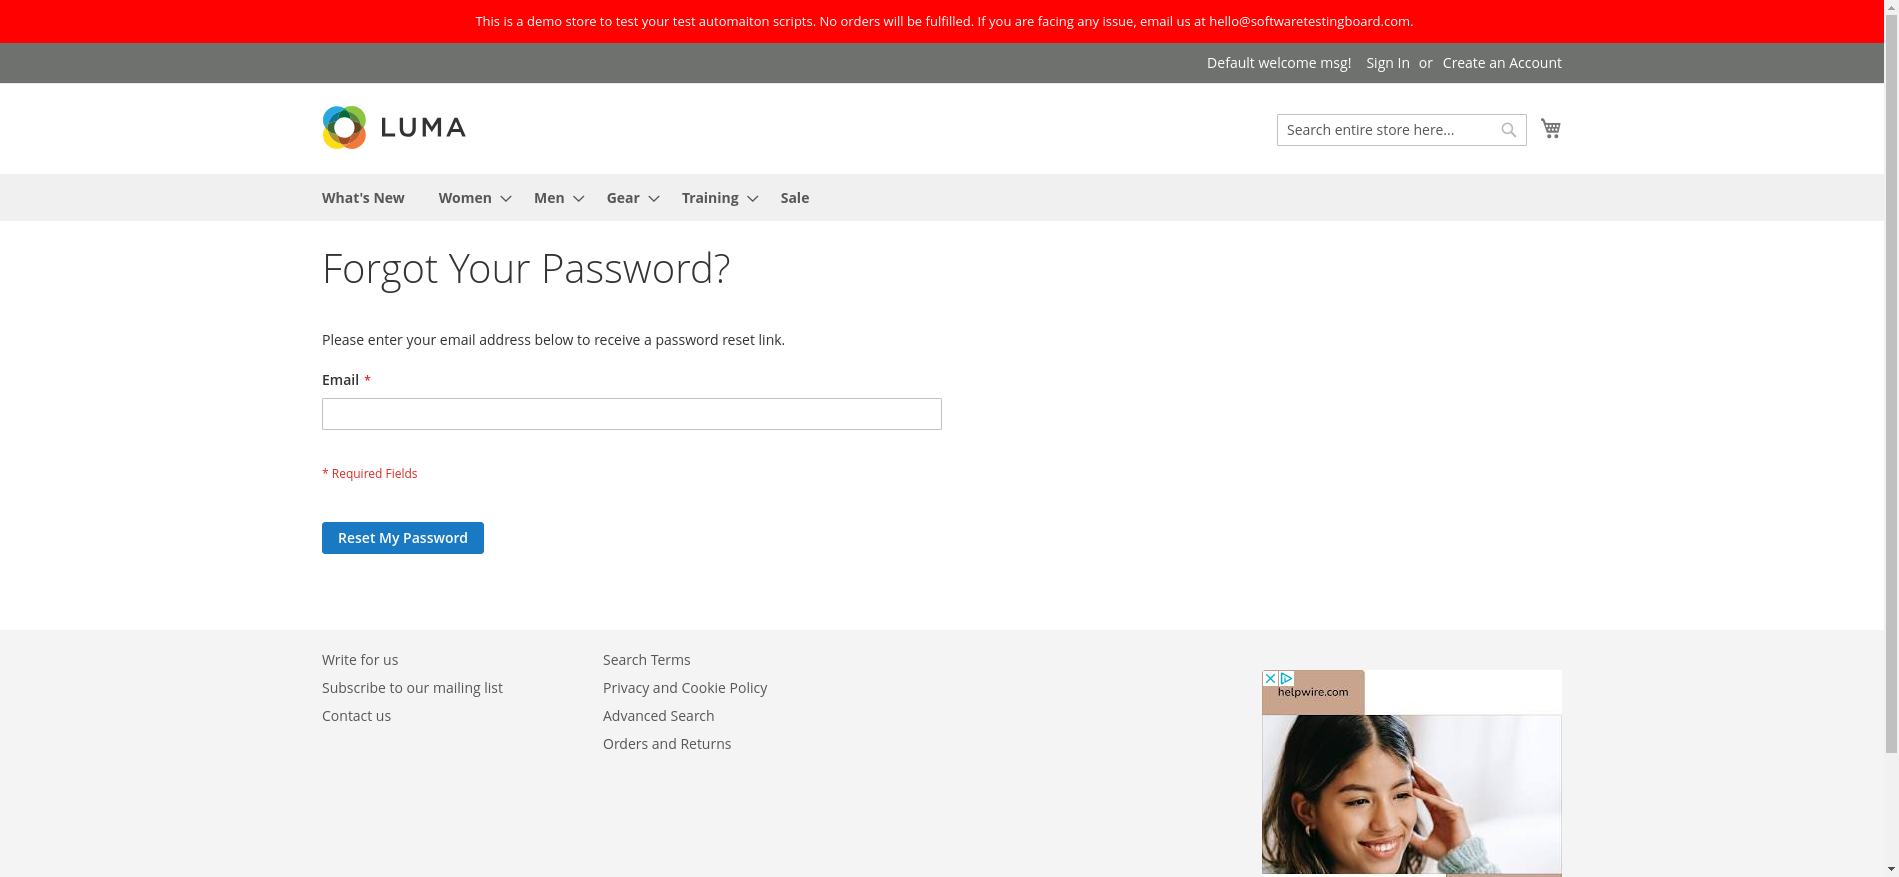 This is a demo store to test your test automaiton scripts. No orders will be fulfilled. If you are facing any issue, email us at hello@softwaretestingboard.com.
Default welcome msg! Sign In or Create an Account
LUMA
Search entire store here...
What's New Women Men Gear Training Sale
Forgot Your Password?
Please enter your email address below to receive a password reset link.
Email *
* Required Fields
Reset My Password
Write for us
Subscribe to our mailing list
Contact us
Search Terms
Privacy and Cookie Policy
Advanced Search
Orders and Returns
helpwire.com